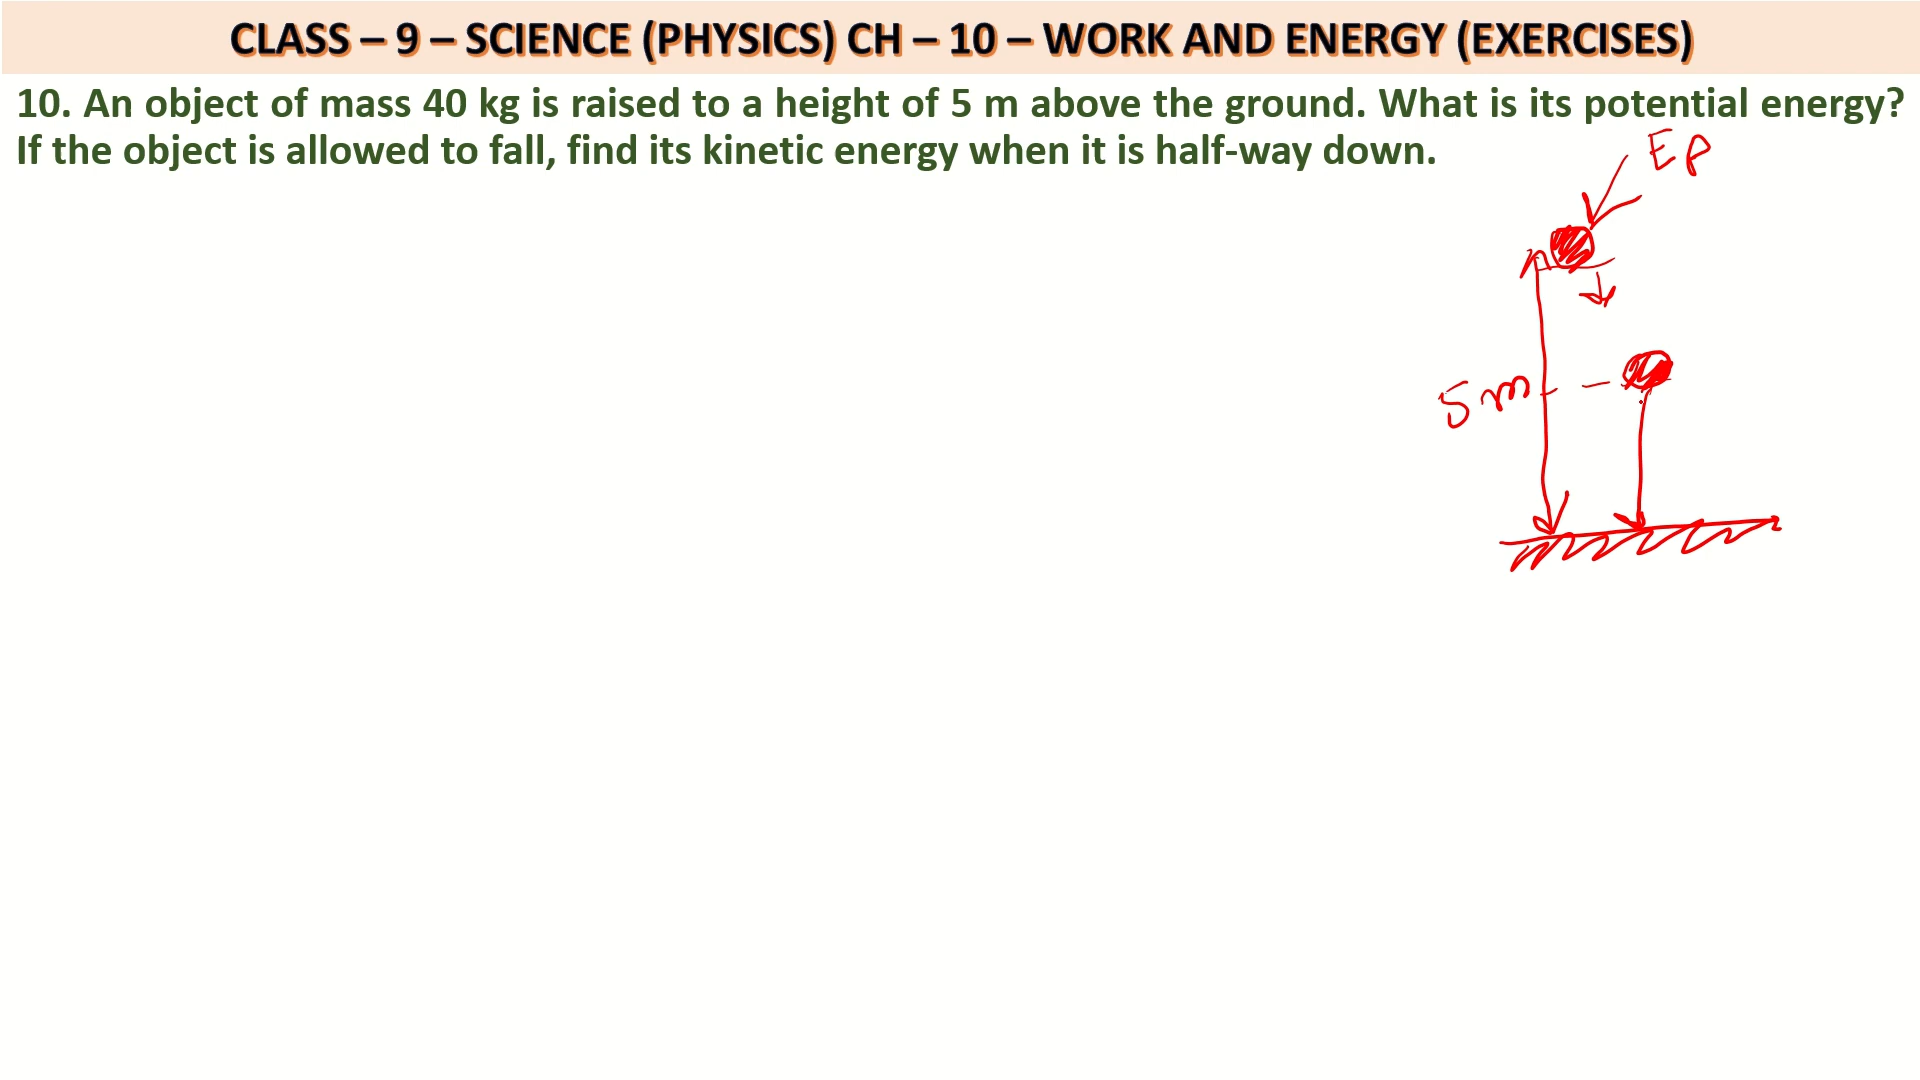 CLASS – 9 – SCIENCE (PHYSICS) CH – 10 – WORK AND ENERGY (EXERCISES)
10. An object of mass 40 kg is raised to a height of 5 m above the ground. What is its potential energy?
If the object is allowed to fall, find its kinetic energy when it is half-way down.
Ep
5m